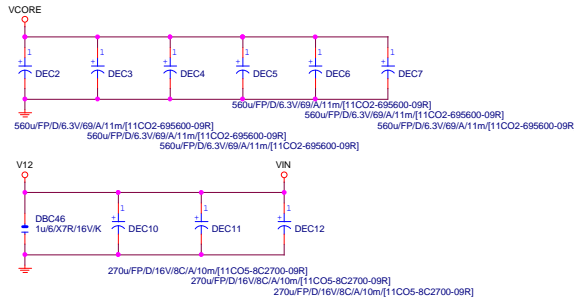 VCORE
1 1 1 1 1 1
+ DEC2 + DEC3 + DEC4 + DEC5 + DEC6 + DEC7
560u/FP/D/6.3V/69/A/11m/[11CO2-695600-09R]
560u/FP/D/6.3V/69/A/11m/[11CO2-695600-09R]
560u/FP/D/6.3V/69/A/11m/[11CO2-695600-09R]
560u/FP/D/6.3V/69/A/11m/[11CO2-695600-09R]
560u/FP/D/6.3V/69/A/11m/[11CO2-695600-09R]
560u/FP/D/6.3V/69/A/11m/[11CO2-695600-09R]
V12 VIN
1 1 1
DBC46
1u/6/X7R/16V/K
+ DEC10 + DEC11 + DEC12
270u/FP/D/16V/8C/A/10m/[11CO5-8C2700-09R]
270u/FP/D/16V/8C/A/10m/[11CO5-8C2700-09R]
270u/FP/D/16V/8C/A/10m/[11CO5-8C2700-09R]